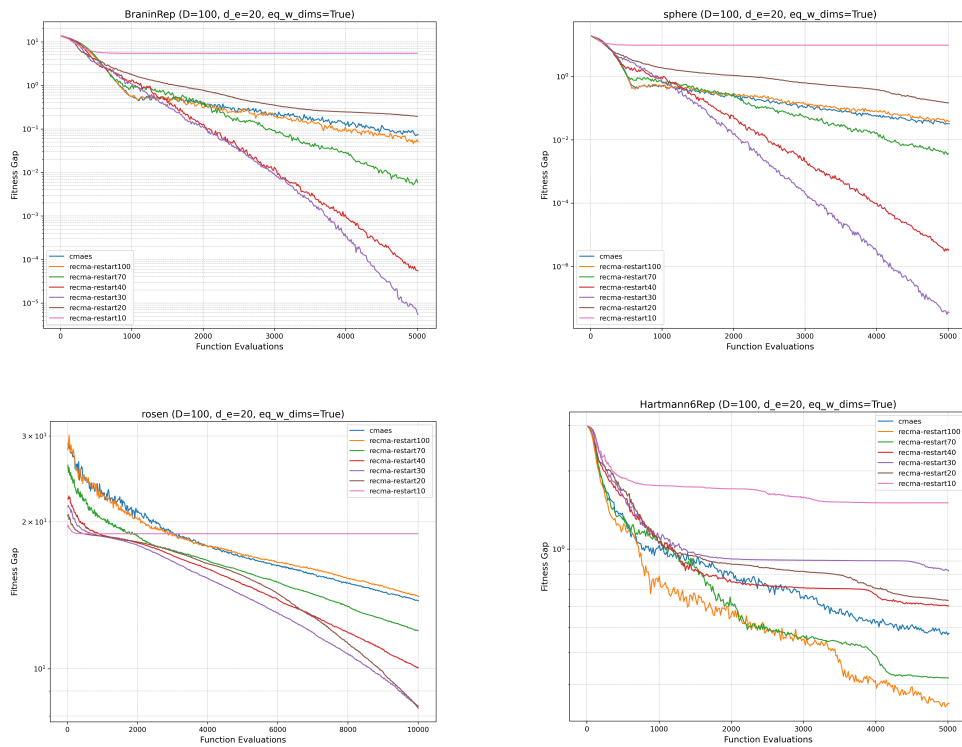 BraninRep (D=100, d_e=20, eq_w_dims=True)
10¹
10⁰
10⁻¹
10⁻²
10⁻³
10⁻⁴
10⁻⁵
Fitness Gap
cmaes
recma-restart100
recma-restart70
recma-restart40
recma-restart30
recma-restart20
recma-restart10
0 1000 2000 3000 4000 5000
Function Evaluations
sphere (D=100, d_e=20, eq_w_dims=True)
10⁰
10⁻²
10⁻⁴
10⁻⁶
Fitness Gap
cmaes
recma-restart100
recma-restart70
recma-restart40
recma-restart30
recma-restart20
recma-restart10
0 1000 2000 3000 4000 5000
Function Evaluations
rosen (D=100, d_e=20, eq_w_dims=True)
3 × 10¹
2 × 10¹
10¹
Fitness Gap
cmaes
recma-restart100
recma-restart70
recma-restart40
recma-restart30
recma-restart20
recma-restart10
0 2000 4000 6000 8000 10000
Function Evaluations
Hartmann6Rep (D=100, d_e=20, eq_w_dims=True)
10⁰
Fitness Gap
cmaes
recma-restart100
recma-restart70
recma-restart40
recma-restart30
recma-restart20
recma-restart10
0 1000 2000 3000 4000 5000
Function Evaluations